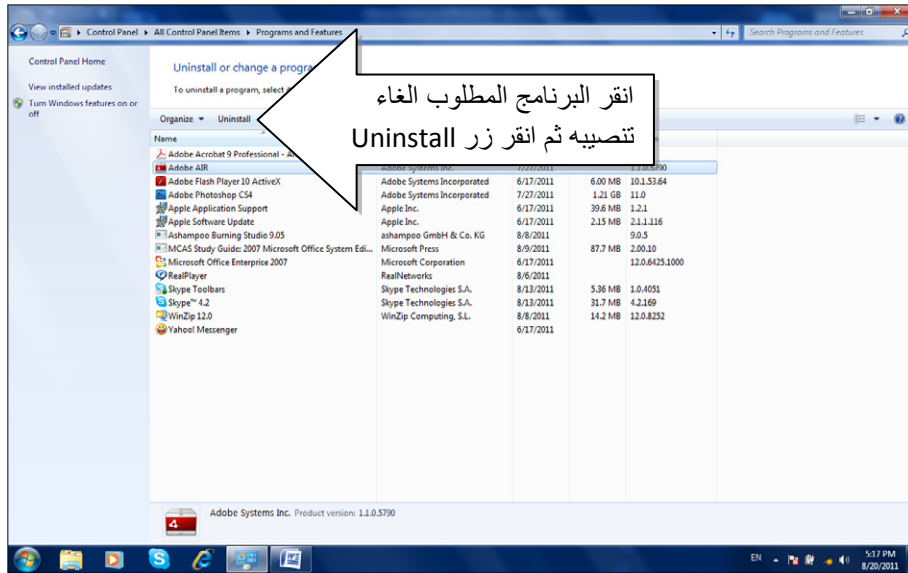 Control Panel ▸ All Control Panel Items ▸ Programs and Features
Search Programs and Features
Control Panel Home
View installed updates
Turn Windows features on or off
Uninstall or change a progra
To uninstall a program, select
انقر البرنامج المطلوب الغاء
تنصيبه ثم انقر زر Uninstall
Organize Uninstall
Name
Adobe Acrobat 9 Professional -
Adobe AIR Adobe Systems Inc. 7/27/2011 1.1.0.5790
Adobe Flash Player 10 ActiveX Adobe Systems Incorporated 6/17/2011 6.00 MB 10.1.53.64
Adobe Photoshop CS4 Adobe Systems Incorporated 7/27/2011 1.21 GB 11.0
Apple Application Support Apple Inc. 6/17/2011 39.6 MB 1.2.1
Apple Software Update Apple Inc. 6/17/2011 2.15 MB 2.1.1.116
Ashampoo Burning Studio 9.05 ashampoo GmbH & Co. KG 8/8/2011 9.0.5
MCAS Study Guide: 2007 Microsoft Office System Edi... Microsoft Press 8/9/2011 87.7 MB 2.00.10
Microsoft Office Enterprise 2007 Microsoft Corporation 6/17/2011 12.0.6425.1000
RealPlayer RealNetworks 8/6/2011
Skype Toolbars Skype Technologies S.A. 8/13/2011 5.36 MB 1.0.4051
Skype™ 4.2 Skype Technologies S.A. 8/13/2011 31.7 MB 4.2.169
WinZip 12.0 WinZip Computing, S.L. 8/8/2011 14.2 MB 12.0.8252
Yahoo! Messenger 6/17/2011
Adobe Systems Inc. Product version: 1.1.0.5790
EN
5:17 PM
8/20/2011